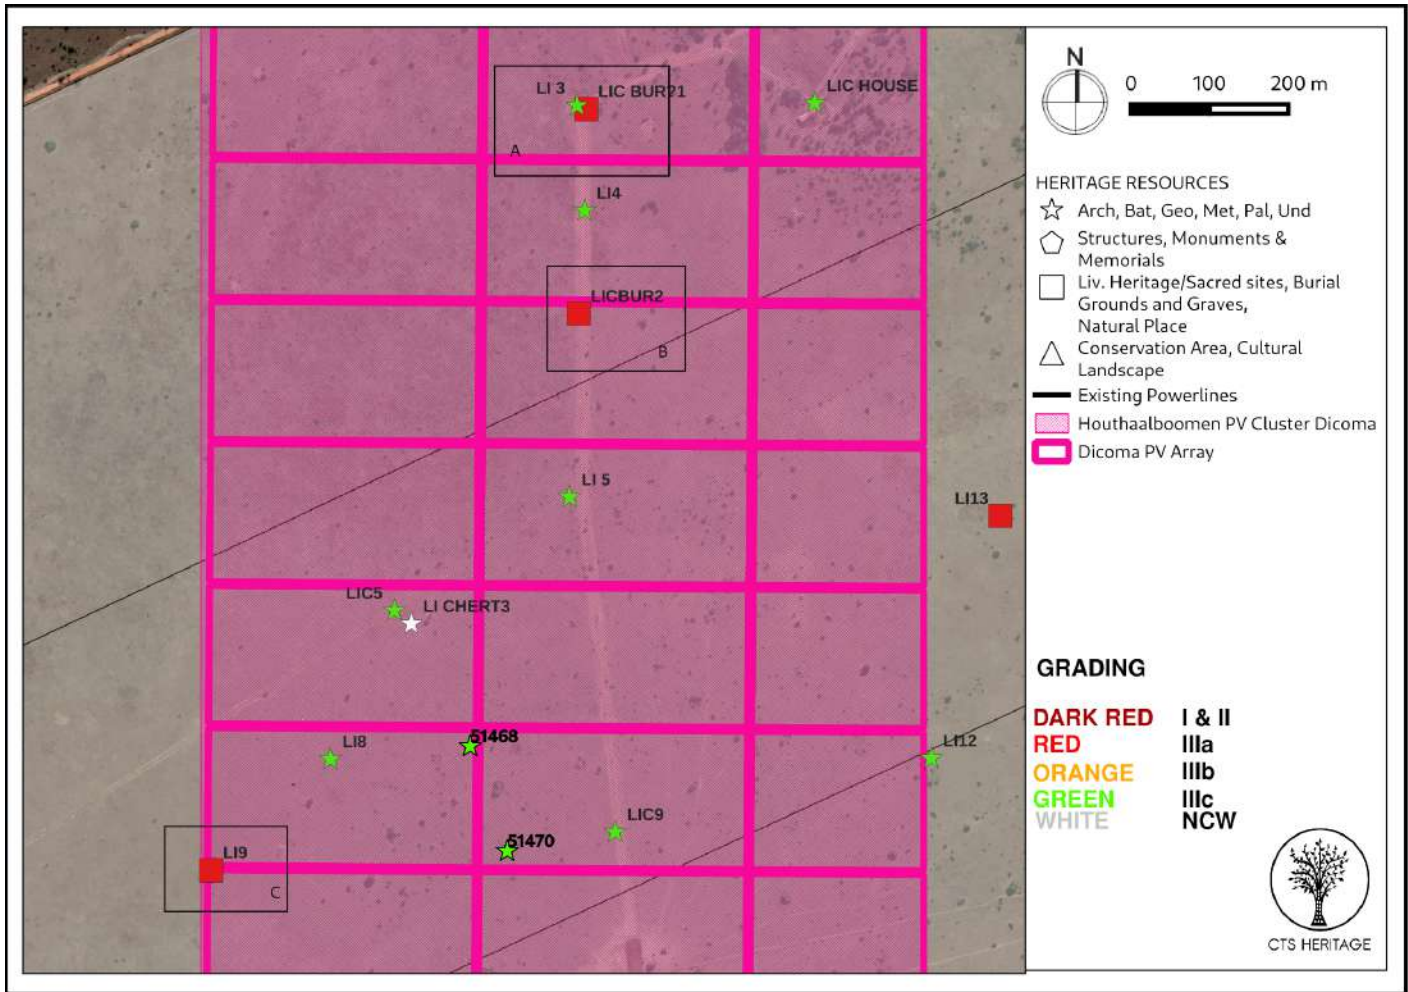 LI 3
LIC BUR?1
LIC HOUSE
A
LI4
LICBUR2
B
LI 5
LI13
LIC5
LI CHERT3
LI8
51468
LI12
LIC9
51470
LI9
C
N
0 100 200 m
HERITAGE RESOURCES
Arch, Bat, Geo, Met, Pal, Und
Structures, Monuments &
Memorials
Liv. Heritage/Sacred sites, Burial
Grounds and Graves,
Natural Place
Conservation Area, Cultural
Landscape
Existing Powerlines
Houthaalboomen PV Cluster Dicoma
Dicoma PV Array
GRADING
DARK RED I & II
RED IIIa
ORANGE IIIb
GREEN IIIc
WHITE NCW
CTS HERITAGE